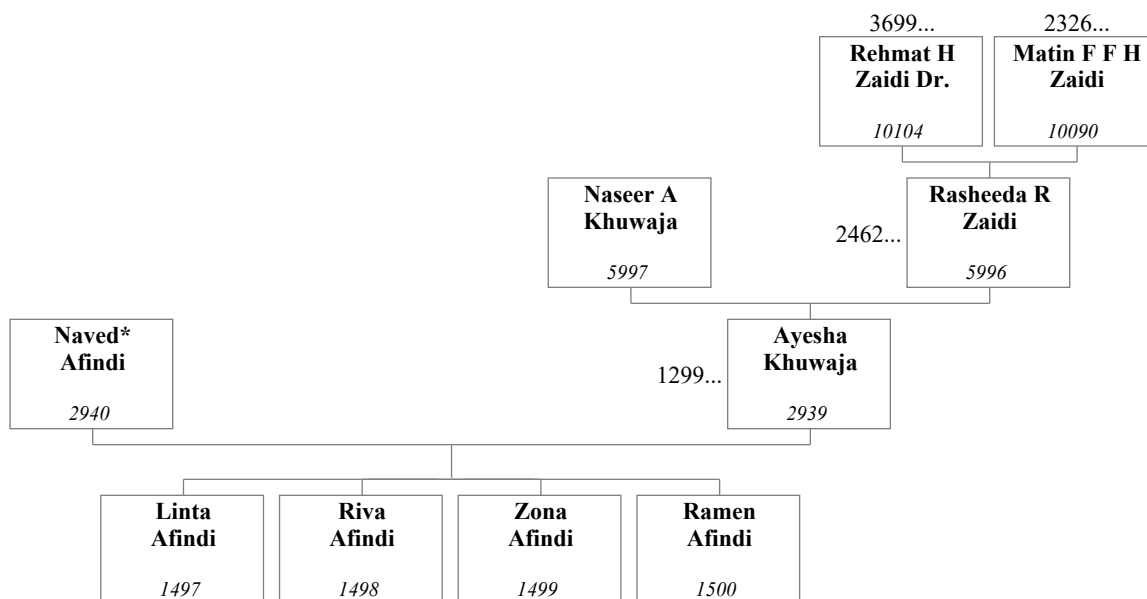 3699...
2326...
Rehmat H
Zaidi Dr.
10104
Matin F F H
Zaidi
10090
Naseer A
Khuwaja
5997
2462...
Rasheeda R
Zaidi
5996
Naved*
Afindi
2940
1299...
Ayesha
Khuwaja
2939
Linta
Afindi
1497
Riva
Afindi
1498
Zona
Afindi
1499
Ramen
Afindi
1500